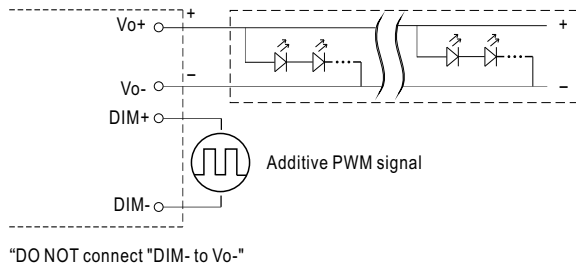 Vo+
+
+
Vo-
−
−
DIM+
Additive PWM signal
DIM-
“DO NOT connect "DIM- to Vo-"